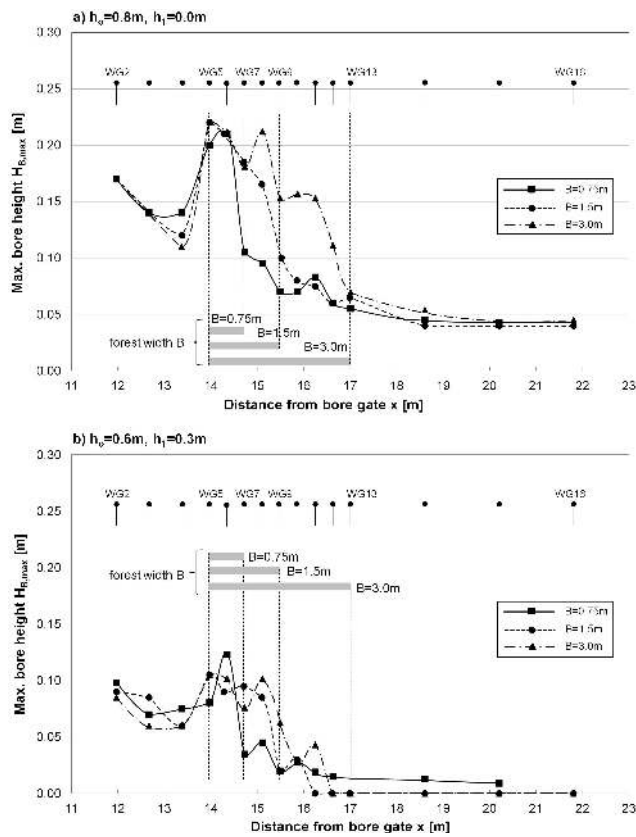 a) ho=0.8m, h1=0.0m
Max. bore height HB,max [m]
0.30
0.25
0.20
0.15
0.10
0.05
0.00
WG2
WG5
WG7
WG9
WG13
WG16
B=0.75m
B=1.5m
B=3.0m
forest width B
B=0.75m
B=1.5m
B=3.0m
11 12 13 14 15 16 17 18 19 20 21 22 23
Distance from bore gate x [m]
b) ho=0.6m, h1=0.3m
Max. bore height HB,max [m]
0.30
0.25
0.20
0.15
0.10
0.05
0.00
WG2
WG5
WG7
WG9
WG13
WG16
forest width B
B=0.75m
B=1.5m
B=3.0m
B=0.75m
B=1.5m
B=3.0m
11 12 13 14 15 16 17 18 19 20 21 22 23
Distance from bore gate x [m]